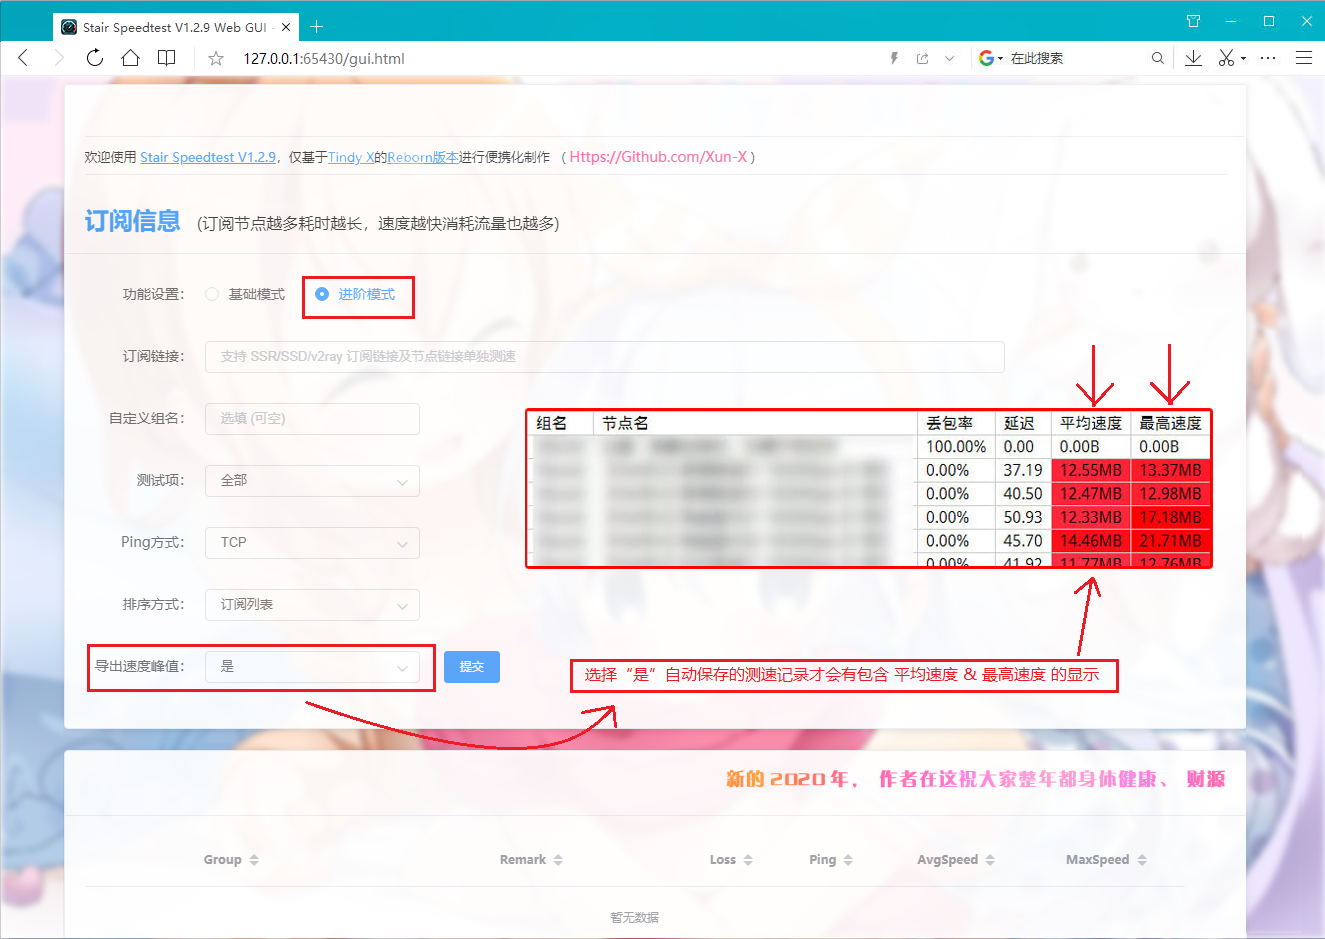 Stair Speedtest V1.2.9 Web GUI -
127.0.0.1:65430/gui.html
在此搜索
欢迎使用 Stair Speedtest V1.2.9，仅基于Tindy X的Reborn版本进行便携化制作 （ Https://Github.com/Xun-X ）
订阅信息 (订阅节点越多耗时越长，速度越快消耗流量也越多)
功能设置： 基础模式 进阶模式
订阅链接： 支持 SSR/SSD/v2ray 订阅链接及节点链接单独测速
自定义组名： 选填 (可空)
测试项： 全部
Ping方式： TCP
排序方式： 订阅列表
导出速度峰值： 是 提交
组名 节点名 丢包率 延迟 平均速度 最高速度
100.00% 0.00 0.00B 0.00B
0.00% 37.19 12.55MB 13.37MB
0.00% 40.50 12.47MB 12.98MB
0.00% 50.93 12.33MB 17.18MB
0.00% 45.70 14.46MB 21.71MB
0.00% 41.92 11.77MB 12.76MB
选择“是”自动保存的测速记录才会有包含 平均速度 & 最高速度 的显示
新的 2020 年， 作者在这祝大家整年都身体健康、 财源
Group Remark Loss Ping AvgSpeed MaxSpeed
暂无数据